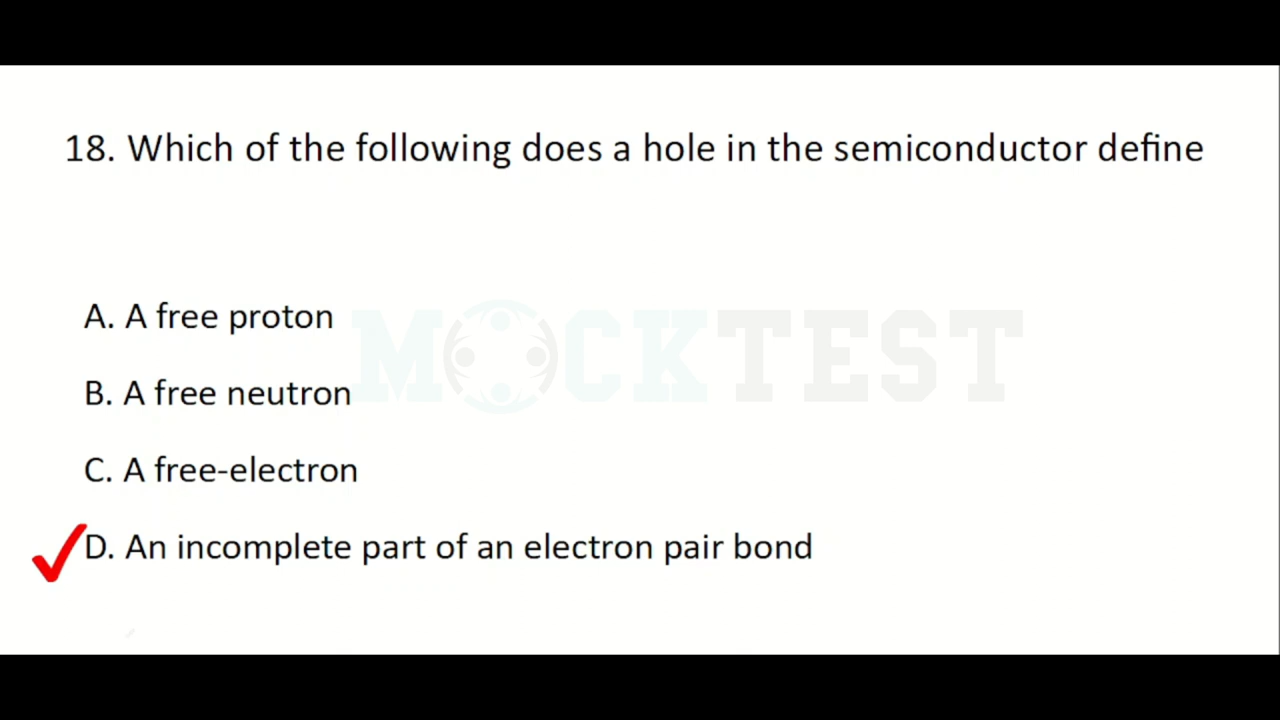 18. Which of the following does a hole in the semiconductor define
MOCKTEST
A. A free proton
B. A free neutron
C. A free-electron
D. An incomplete part of an electron pair bond